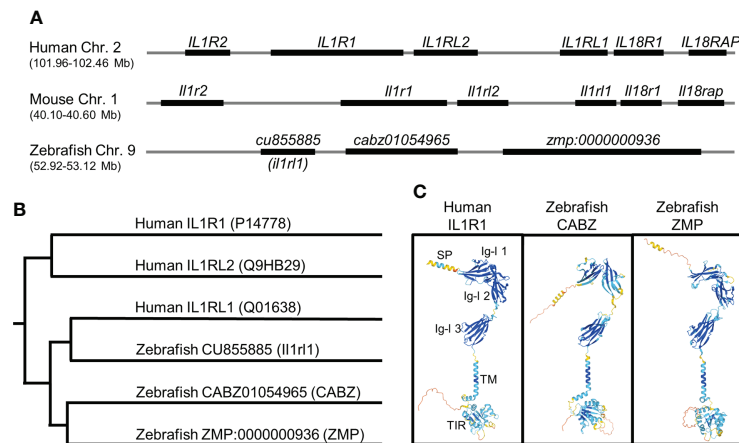 A
IL1R2 IL1R1 IL1RL2 IL1RL1 IL18R1 IL18RAP
Human Chr. 2
(101.96-102.46 Mb)
Il1r2 Il1r1 Il1rl2 Il1rl1 Il18r1 Il18rap
Mouse Chr. 1
(40.10-40.60 Mb)
cu855885 cabz01054965 zmp:0000000936
Zebrafish Chr. 9
(52.92-53.12 Mb)
(il1rl1)
B
Human IL1R1 (P14778)
Human IL1RL2 (Q9HB29)
Human IL1RL1 (Q01638)
Zebrafish CU855885 (Il1rl1)
Zebrafish CABZ01054965 (CABZ)
Zebrafish ZMP:0000000936 (ZMP)
C
Human
IL1R1
Zebrafish
CABZ
Zebrafish
ZMP
SP
Ig-l 1
Ig-l 2
Ig-l 3
TM
TIR